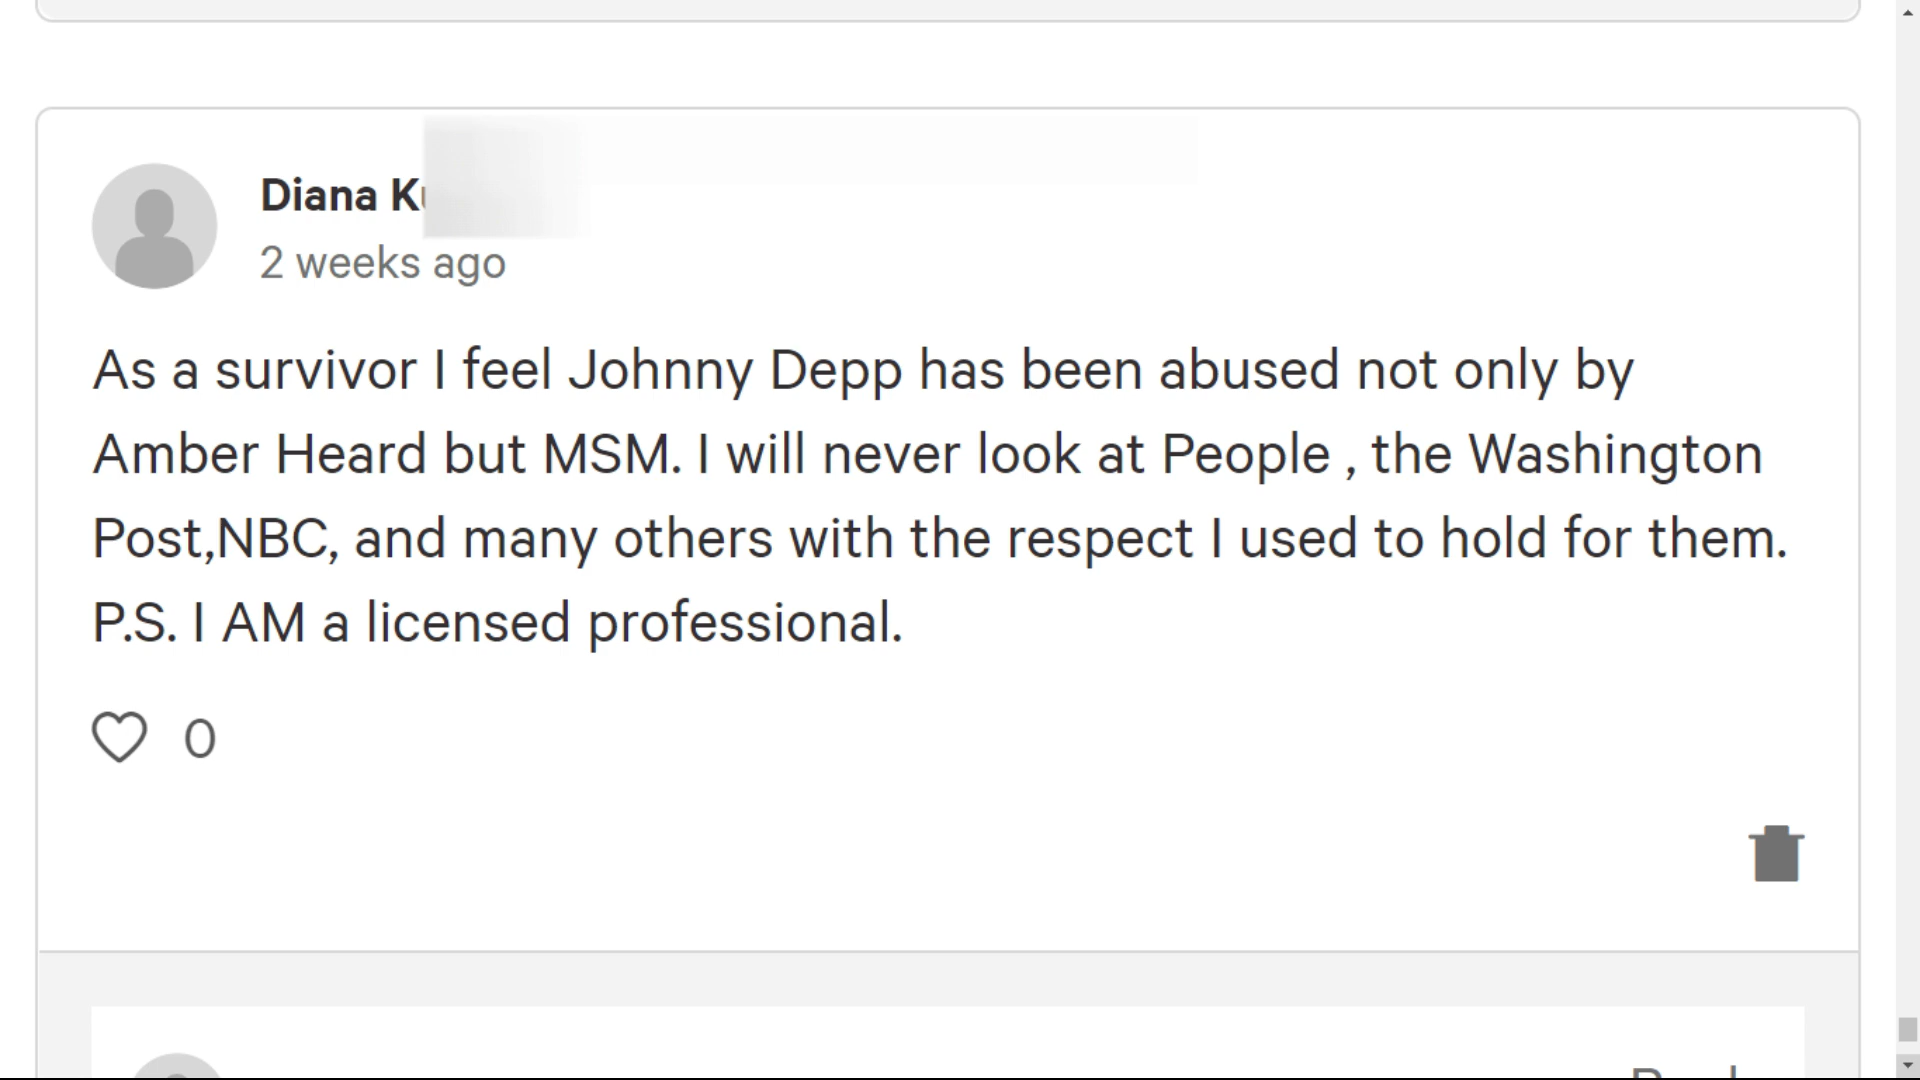 Diana K
2 weeks ago
As a survivor I feel Johnny Depp has been abused not only by
Amber Heard but MSM. I will never look at People , the Washington
Post,NBC, and many others with the respect I used to hold for them.
P.S. I AM a licensed professional.
0